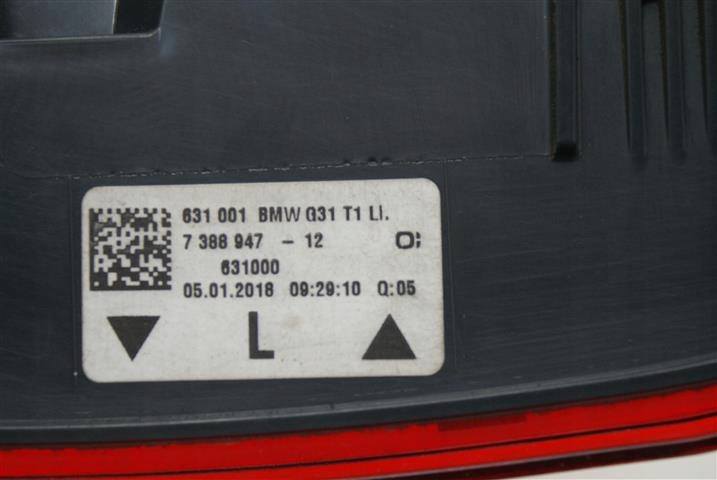 631 001 BMW G31 T1 LI.
7 388 947 - 12
631000
05.01.2018 09:29:10 Q:05
L